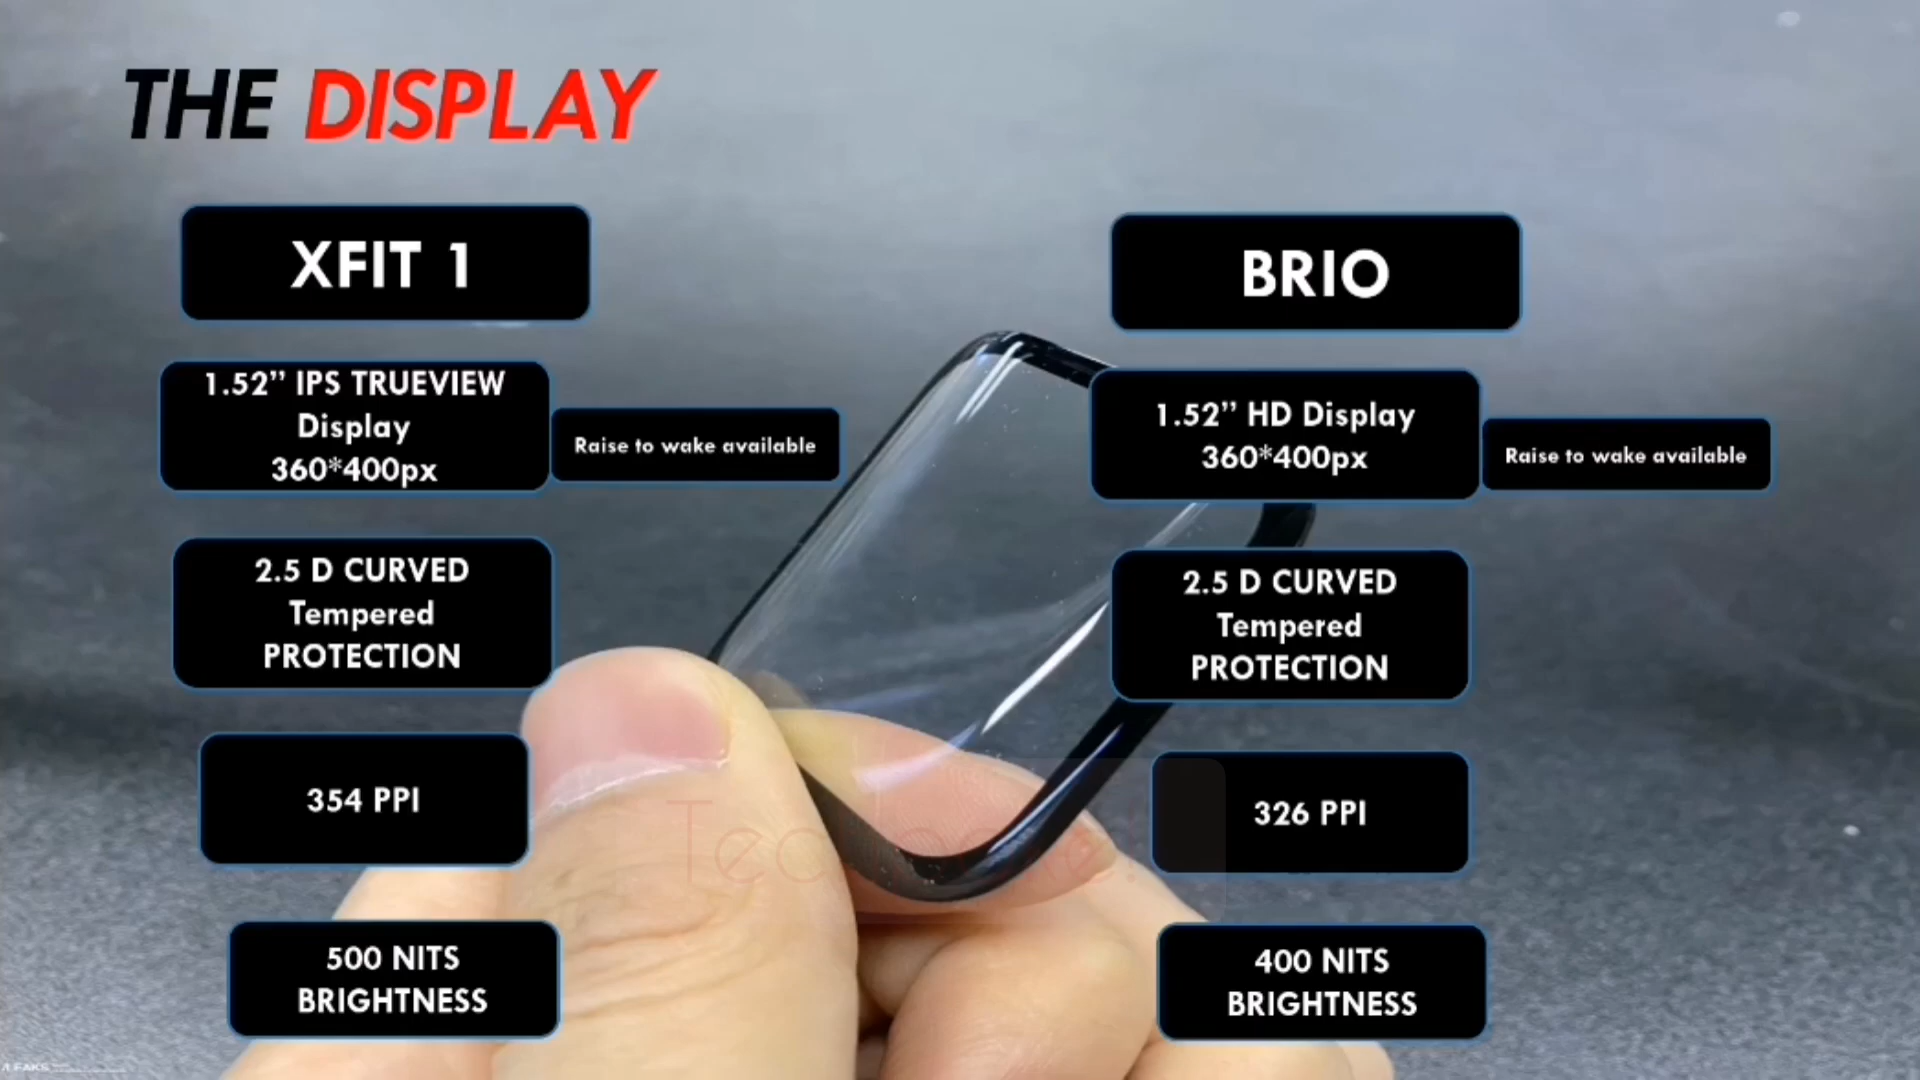 THE DISPLAY
XFIT 1
1.52” IPS TRUEVIEW
Display
360*400px
Raise to wake available
2.5 D CURVED
Tempered
PROTECTION
354 PPI
500 NITS
BRIGHTNESS
BRIO
1.52” HD Display
360*400px
Raise to wake available
2.5 D CURVED
Tempered
PROTECTION
326 PPI
400 NITS
BRIGHTNESS